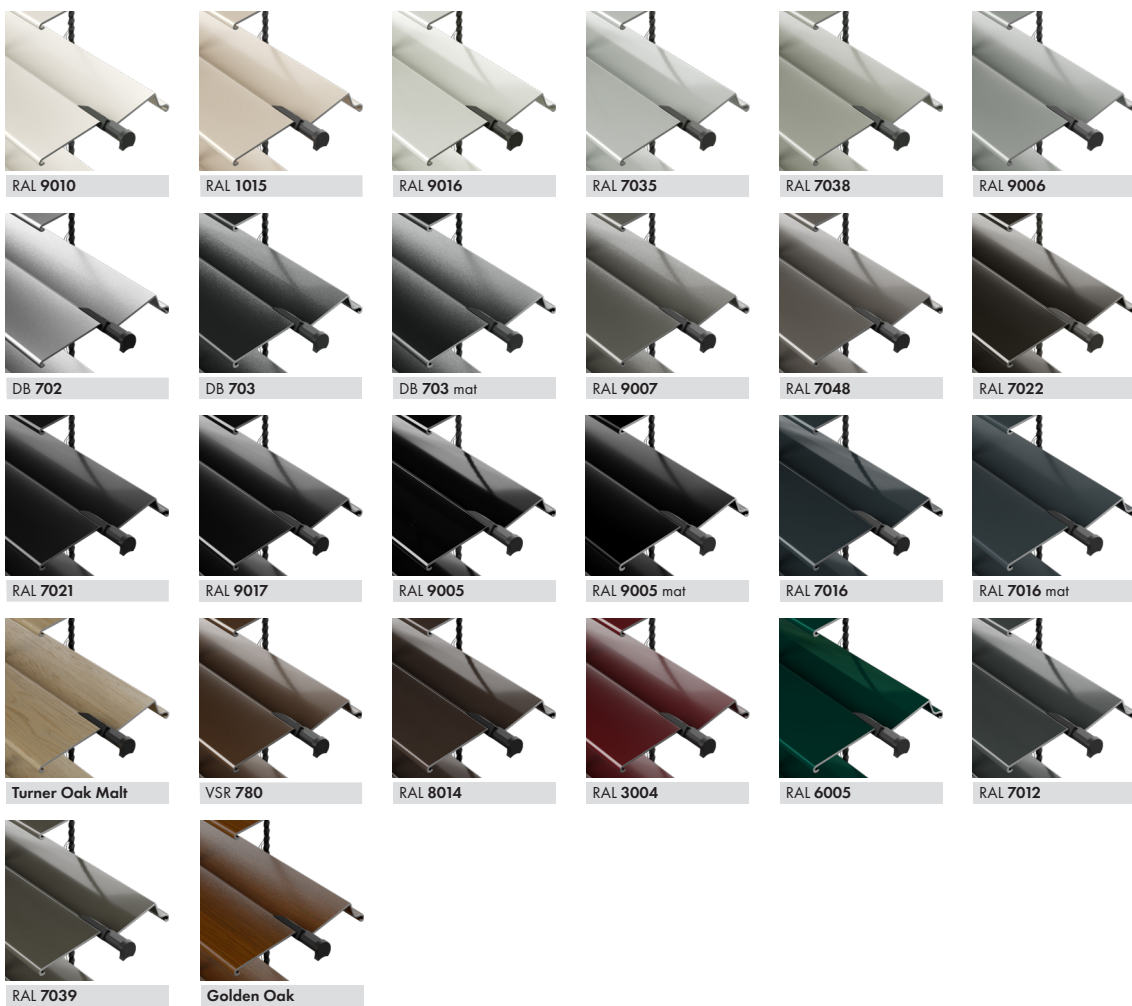 RAL 9010
RAL 1015
RAL 9016
RAL 7035
RAL 7038
RAL 9006
DB 702
DB 703
DB 703 mat
RAL 9007
RAL 7048
RAL 7022
RAL 7021
RAL 9017
RAL 9005
RAL 9005 mat
RAL 7016
RAL 7016 mat
Turner Oak Malt
VSR 780
RAL 8014
RAL 3004
RAL 6005
RAL 7012
RAL 7039
Golden Oak